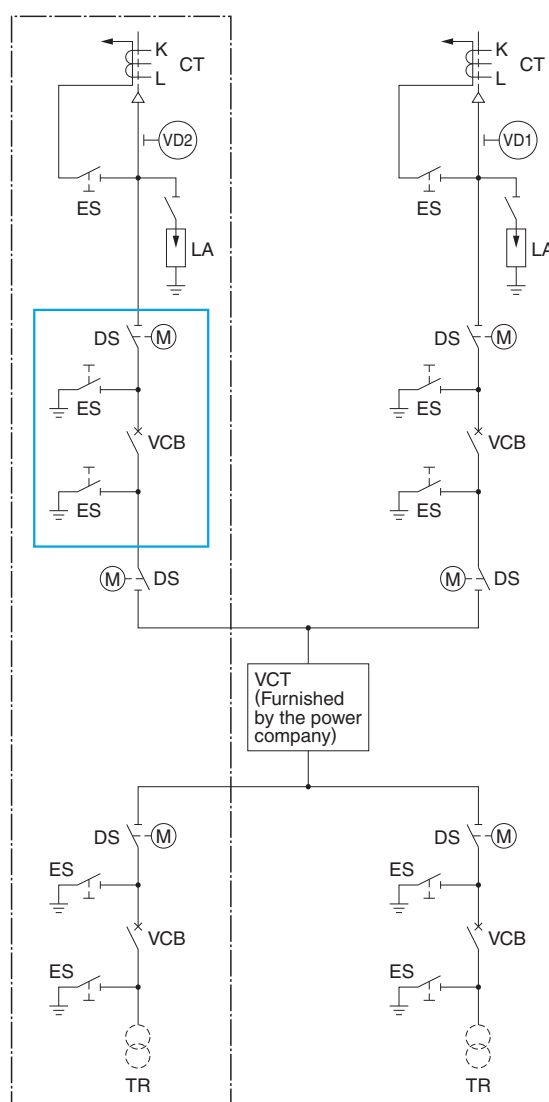 K
CT
L
VD2
ES
LA
DS
M
ES
VCB
ES
M
DS
K
CT
L
VD1
ES
LA
DS
M
ES
VCB
ES
M
DS
VCT
(Furnished
by the power
company)
DS
M
ES
VCB
ES
TR
DS
M
ES
VCB
ES
TR